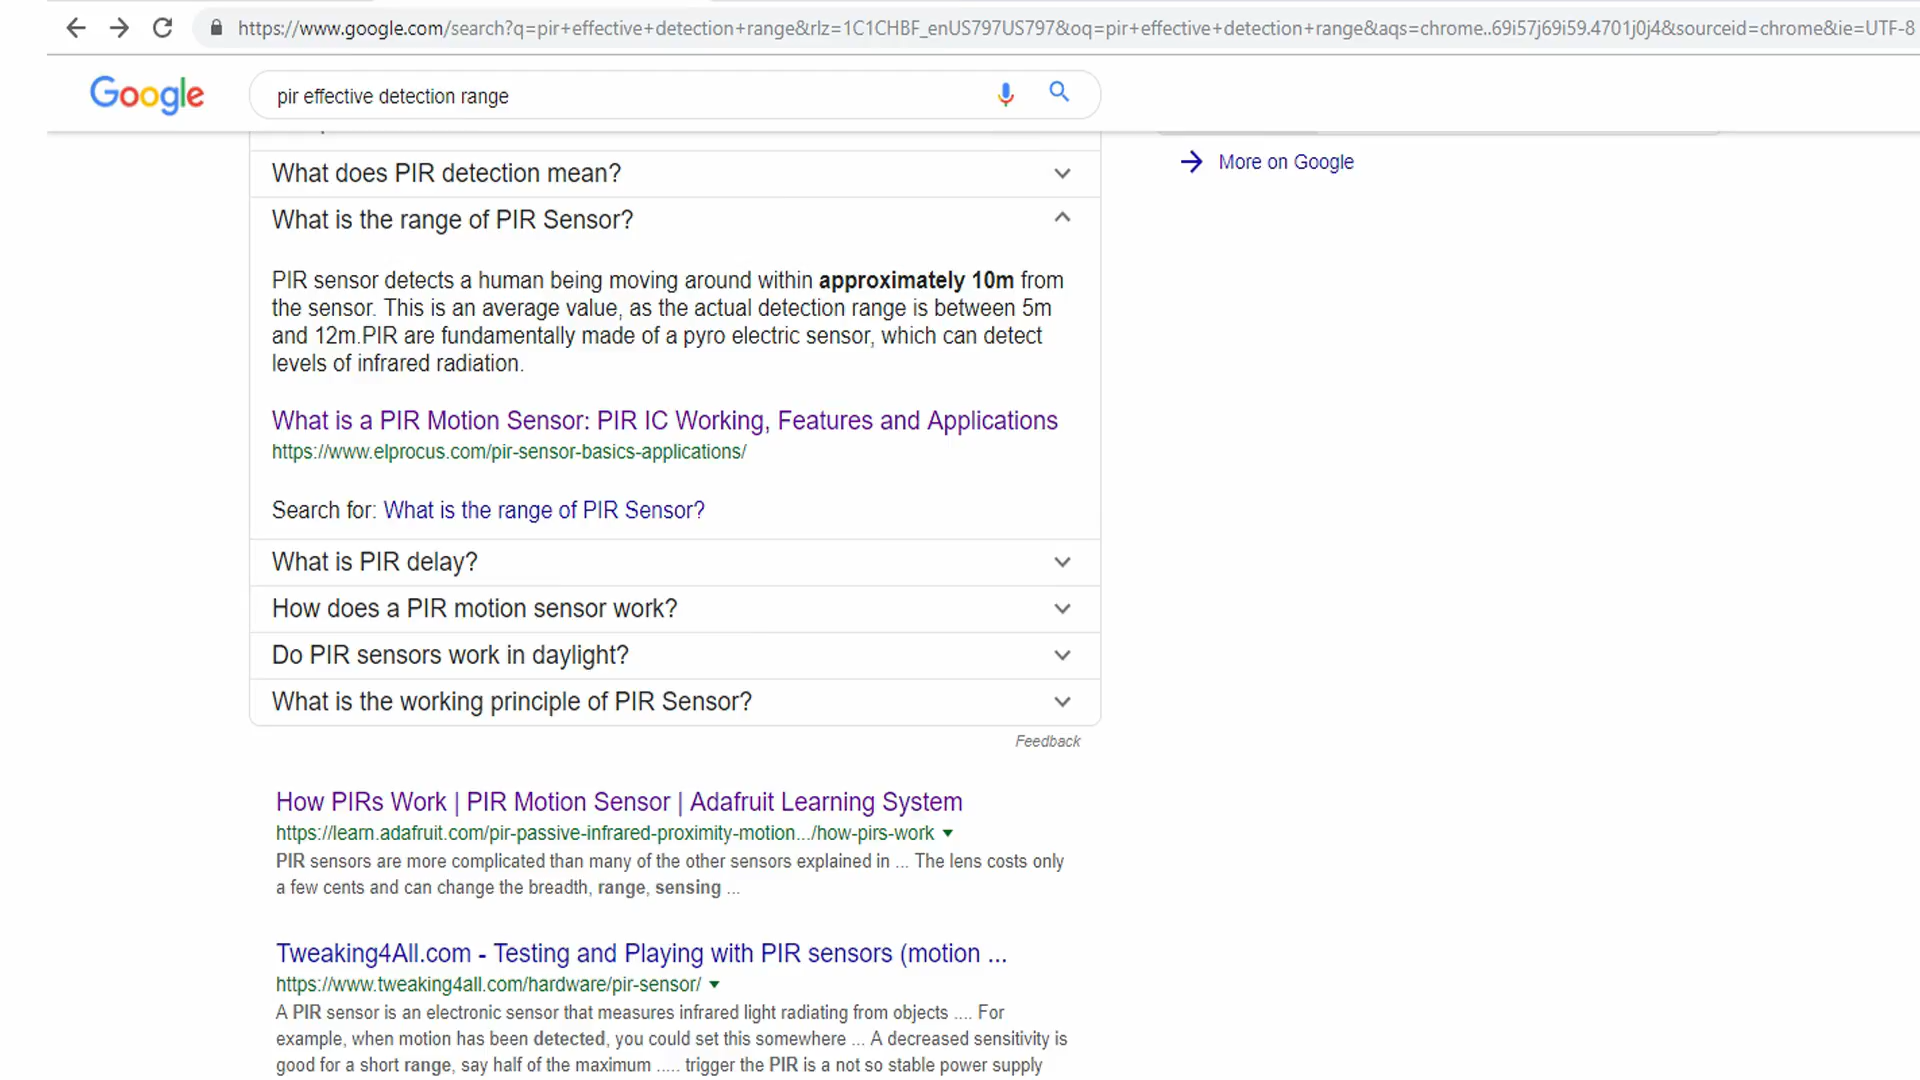 https://www.google.com/search?q=pir+effective+detection+range&rlz=1C1CHBF_enUS797US797&oq=pir+effective+detection+range&aqs=chrome..69i57j69i59.4701j0j4&sourceid=chrome&ie=UTF-8
Google
pir effective detection range
More on Google
What does PIR detection mean?
What is the range of PIR Sensor?
PIR sensor detects a human being moving around within approximately 10m from
the sensor. This is an average value, as the actual detection range is between 5m
and 12m.PIR are fundamentally made of a pyro electric sensor, which can detect
levels of infrared radiation.
What is a PIR Motion Sensor: PIR IC Working, Features and Applications
https://www.elprocus.com/pir-sensor-basics-applications/
Search for: What is the range of PIR Sensor?
What is PIR delay?
How does a PIR motion sensor work?
Do PIR sensors work in daylight?
What is the working principle of PIR Sensor?
Feedback
How PIRs Work | PIR Motion Sensor | Adafruit Learning System
https://learn.adafruit.com/pir-passive-infrared-proximity-motion.../how-pirs-work
PIR sensors are more complicated than many of the other sensors explained in ... The lens costs only
a few cents and can change the breadth, range, sensing ...
Tweaking4All.com - Testing and Playing with PIR sensors (motion ...
https://www.tweaking4all.com/hardware/pir-sensor/
A PIR sensor is an electronic sensor that measures infrared light radiating from objects .... For
example, when motion has been detected, you could set this somewhere ... A decreased sensitivity is
good for a short range, say half of the maximum ..... trigger the PIR is a not so stable power supply